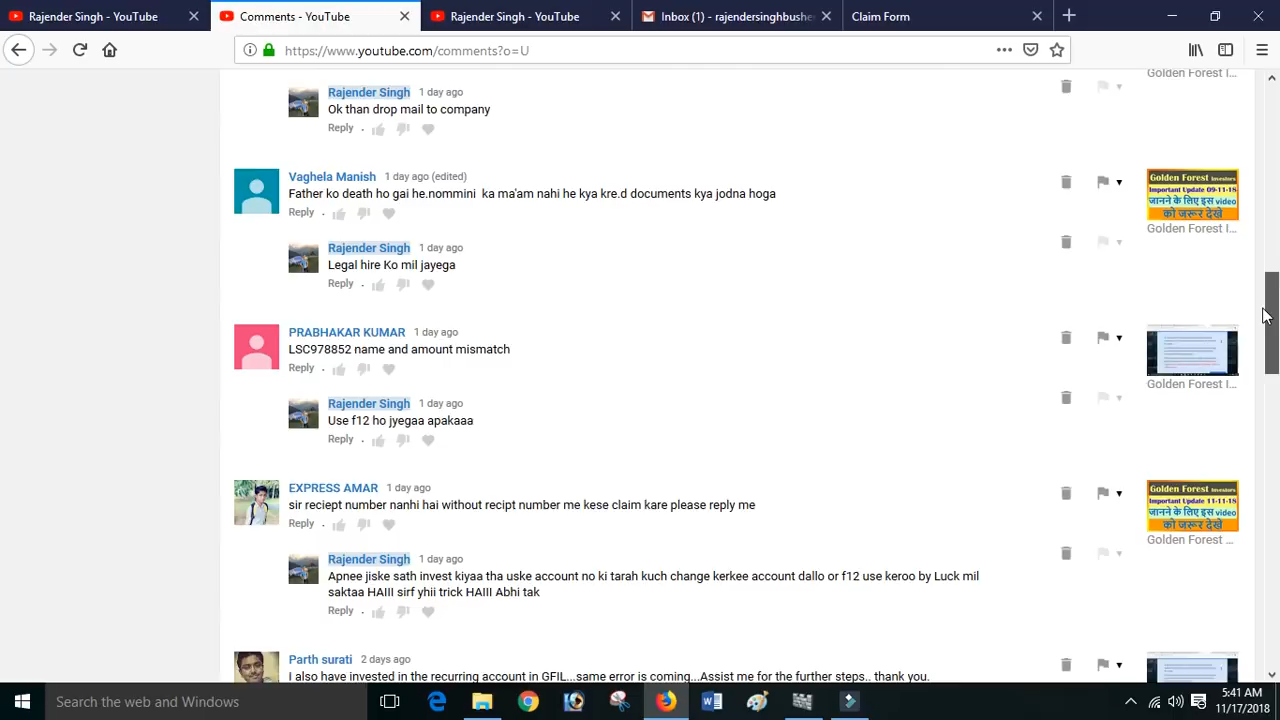 Rajender Singh - YouTube
Comments - YouTube
Rajender Singh - YouTube
Inbox (1) - rajendersinghbushe
Claim Form
https://www.youtube.com/comments?o=U
Golden Forest I...
Rajender Singh 1 day ago
Ok than drop mail to company
Reply .
Vaghela Manish 1 day ago (edited)
Father ko death ho gai he.nommini ka ma'am nahi he kya kre.d documents kya jodna hoga
Reply .
Golden Forest Investors
Important Update 09-11-18
जानने के लिए इस video
को जरूर देखे
Golden Forest I...
Rajender Singh 1 day ago
Legal hire Ko mil jayega
Reply .
PRABHAKAR KUMAR 1 day ago
LSC978852 name and amount mismatch
Reply .
Golden Forest I...
Rajender Singh 1 day ago
Use f12 ho jyegaa apakaaa
Reply .
EXPRESS AMAR 1 day ago
sir reciept number nanhi hai without recipt number me kese claim kare please reply me
Reply .
Golden Forest Investors
Important Update 11-11-18
जानने के लिए इस video
को जरूर देखे
Golden Forest ...
Rajender Singh 1 day ago
Apnee jiske sath invest kiyaa tha uske account no ki tarah kuch change kerkee account dallo or f12 use keroo by Luck mil
saktaa HAIII sirf yhii trick HAIII Abhi tak
Reply .
Parth surati 2 days ago
I also have invested in the recurring account in GFIL...same error is coming...Assist me for the further steps.. thank you.
Search the web and Windows
5:41 AM
11/17/2018